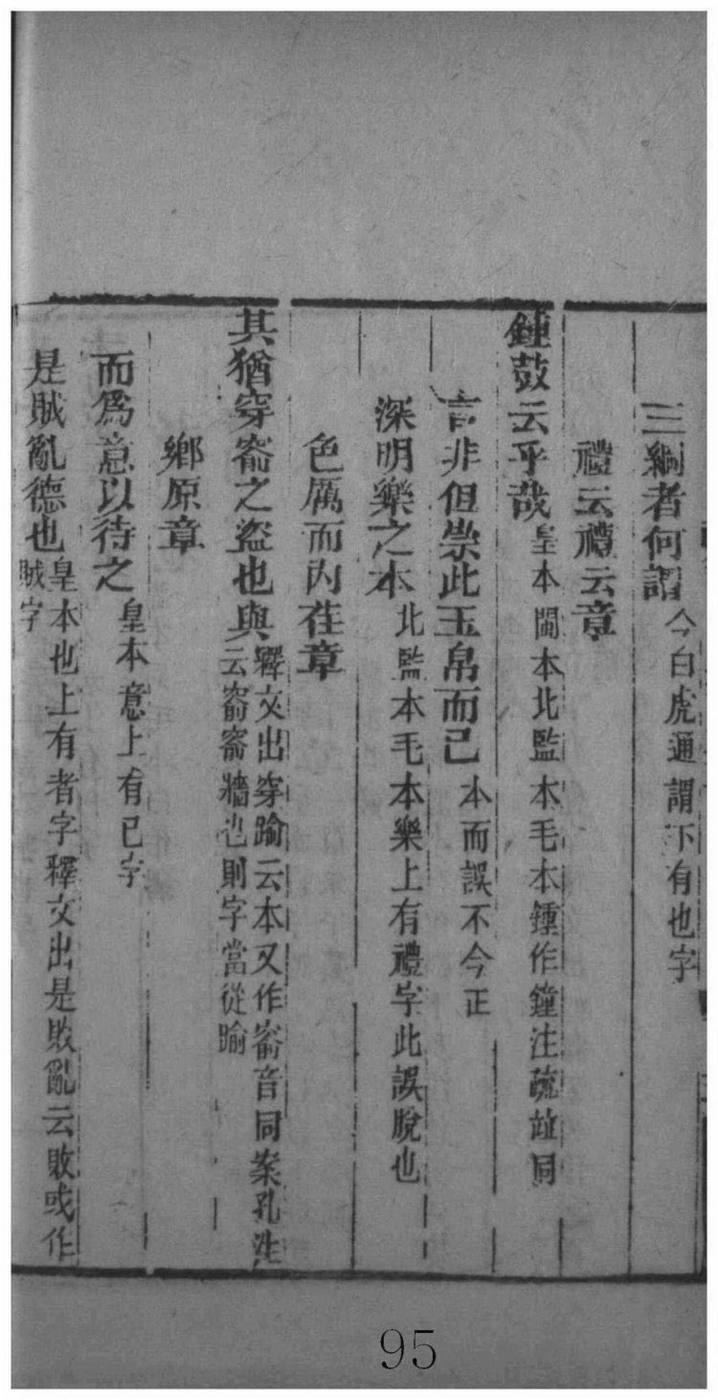 三綱者何謂今白虎通謂下有也字
禮云禮云章
鍾鼓云乎哉皇本閩本北監本毛本鍾作鐘注疏竝同
言非但崇此玉帛而已本而誤不今正
深明樂之本北監本毛本樂上有禮字此誤脫也
色厲而內荏章
其猶穿窬之盜也與釋文出穿踰云本又作窬音同案孔注
云窬窬牆也則字當從踰
鄉原章
而為意以待之皇本意上有己字
是賊亂德也皇本也上有者字釋文出是敗亂云敗或作
賊字
95